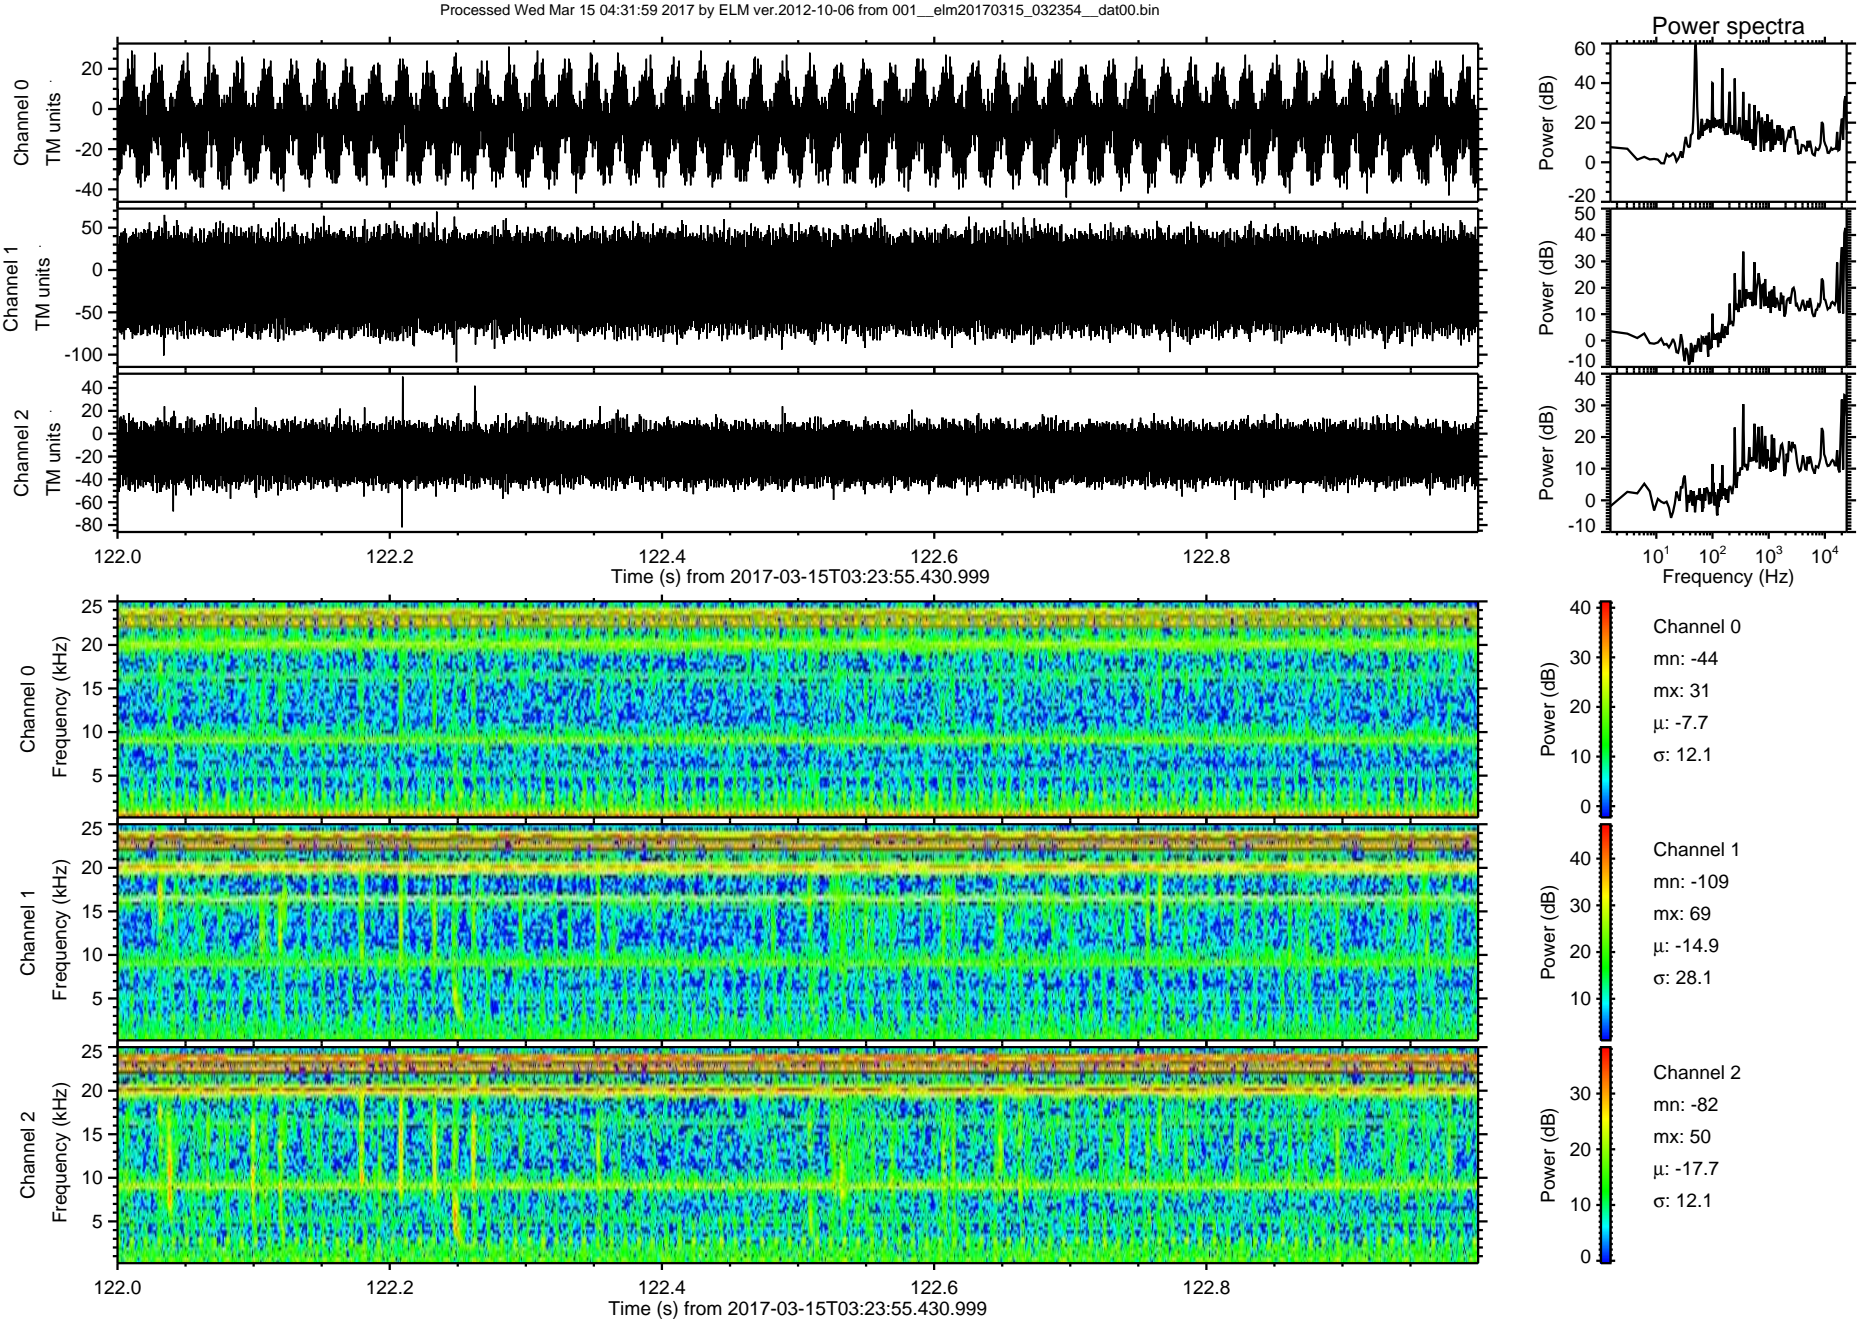 Processed Wed Mar 15 04:31:59 2017 by ELM ver.2012-10-06 from 001__elm20170315_032354__dat00.bin
Power spectra
Channel 0
TM units
20
0
-20
-40
Power (dB)
60
40
20
0
-20
Channel 1
TM units
50
0
-50
-100
Power (dB)
50
40
30
20
10
0
-10
Channel 2
TM units
40
20
0
-20
-40
-60
-80
Power (dB)
40
30
20
10
0
-10
122.0 122.2 122.4 122.6 122.8
Time (s) from 2017-03-15T03:23:55.430.999
10^1 10^2 10^3 10^4
Frequency (Hz)
Channel 0
Frequency (kHz)
25
20
15
10
5
Power (dB)
40
30
20
10
0
Channel 0
mn: -44
mx: 31
μ: -7.7
σ: 12.1
Channel 1
Frequency (kHz)
25
20
15
10
5
Power (dB)
40
30
20
10
Channel 1
mn: -109
mx: 69
μ: -14.9
σ: 28.1
Channel 2
Frequency (kHz)
25
20
15
10
5
Power (dB)
30
20
10
0
Channel 2
mn: -82
mx: 50
μ: -17.7
σ: 12.1
122.0 122.2 122.4 122.6 122.8
Time (s) from 2017-03-15T03:23:55.430.999